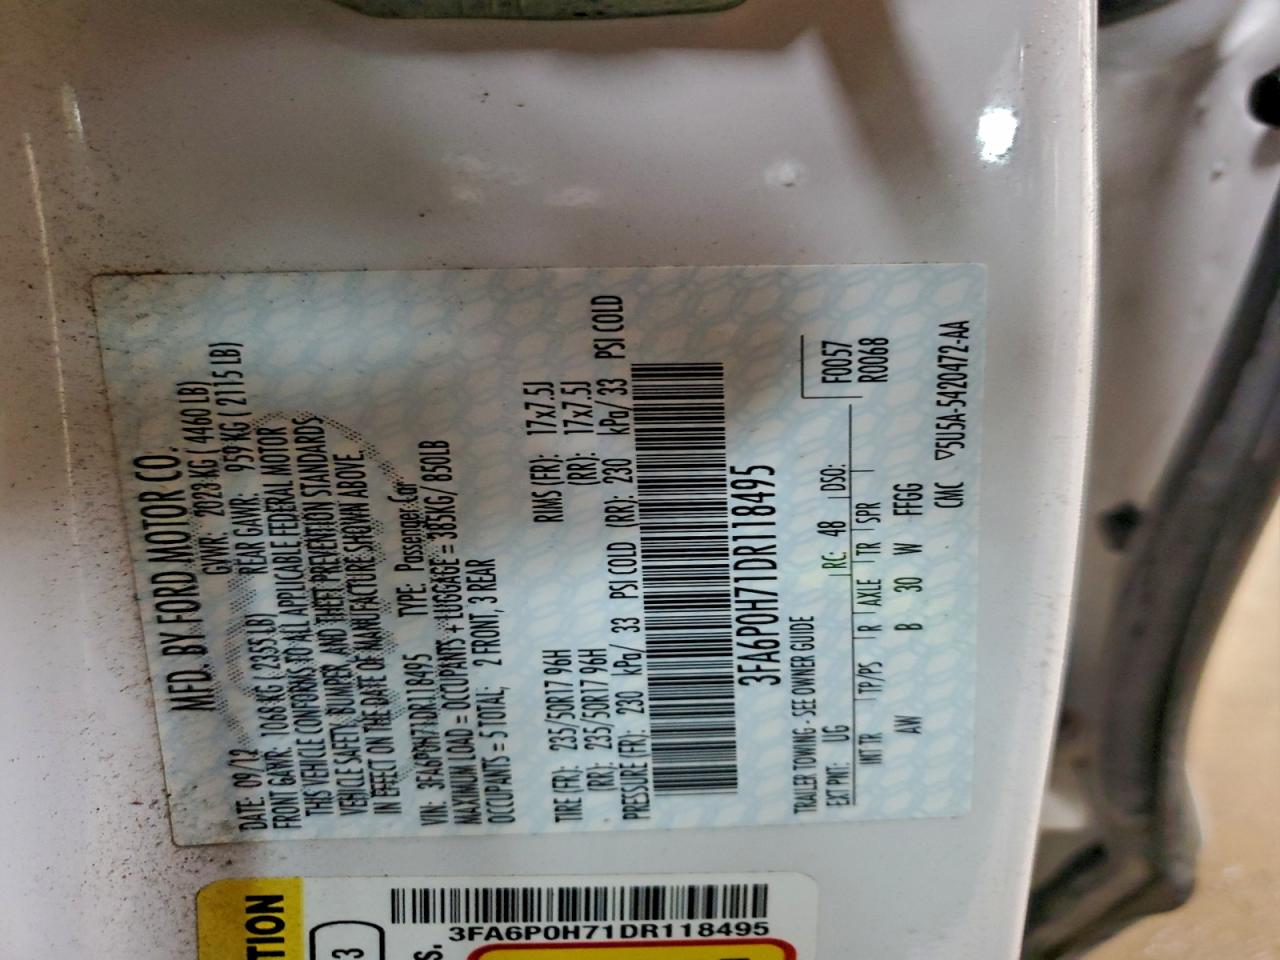 MFD. BY FORD MOTOR CO.
DATE: 09/12 GVWR: 2023 KG ( 4460 LB)
FRONT GAWR: 1068 KG ( 2355 LB) REAR GAWR: 959 KG ( 2115 LB)
THIS VEHICLE CONFORMS TO ALL APPLICABLE FEDERAL MOTOR
VEHICLE SAFETY, BUMPER, AND THEFT PREVENTION STANDARDS
IN EFFECT ON THE DATE OF MANUFACTURE SHOWN ABOVE.
VIN: 3FA6P0H71DR118495 TYPE: Passenger Car
MAXIMUM LOAD = OCCUPANTS + LUGGAGE = 385KG/ 850LB
OCCUPANTS = 5 TOTAL, 2 FRONT, 3 REAR
TIRE (FR): 235/50R17 96H RIMS (FR): 17x7.5J
(RR): 235/50R17 96H (RR): 17x7.5J
PRESSURE (FR): 230 kPa/ 33 PSI COLD (RR): 230 kPa/ 33 PSI COLD
3FA6P0H71DR118495
TRAILER TOWING - SEE OWNER GUIDE F0057
EXT PNT: UG RC: 48 DSO: R0068
INT TR TP/PS R AXLE TR SPR
AW B 30 W FFGG
CMC ▽5U5A-5420472-AA
TION
3
3FA6P0H71DR118495
s.